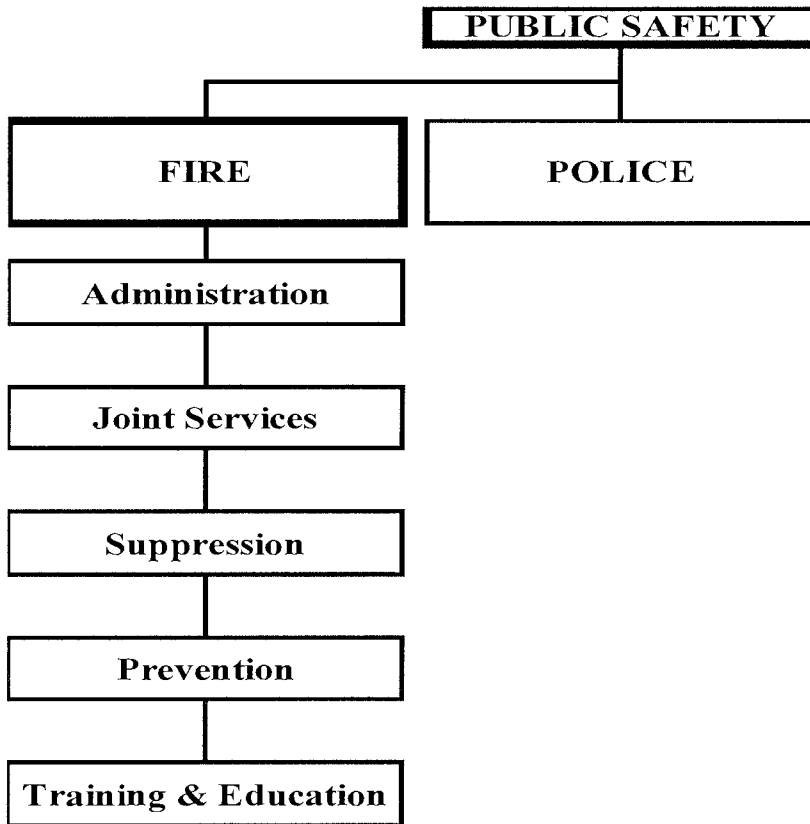 PUBLIC SAFETY
FIRE
POLICE
Administration
Joint Services
Suppression
Prevention
Training & Education